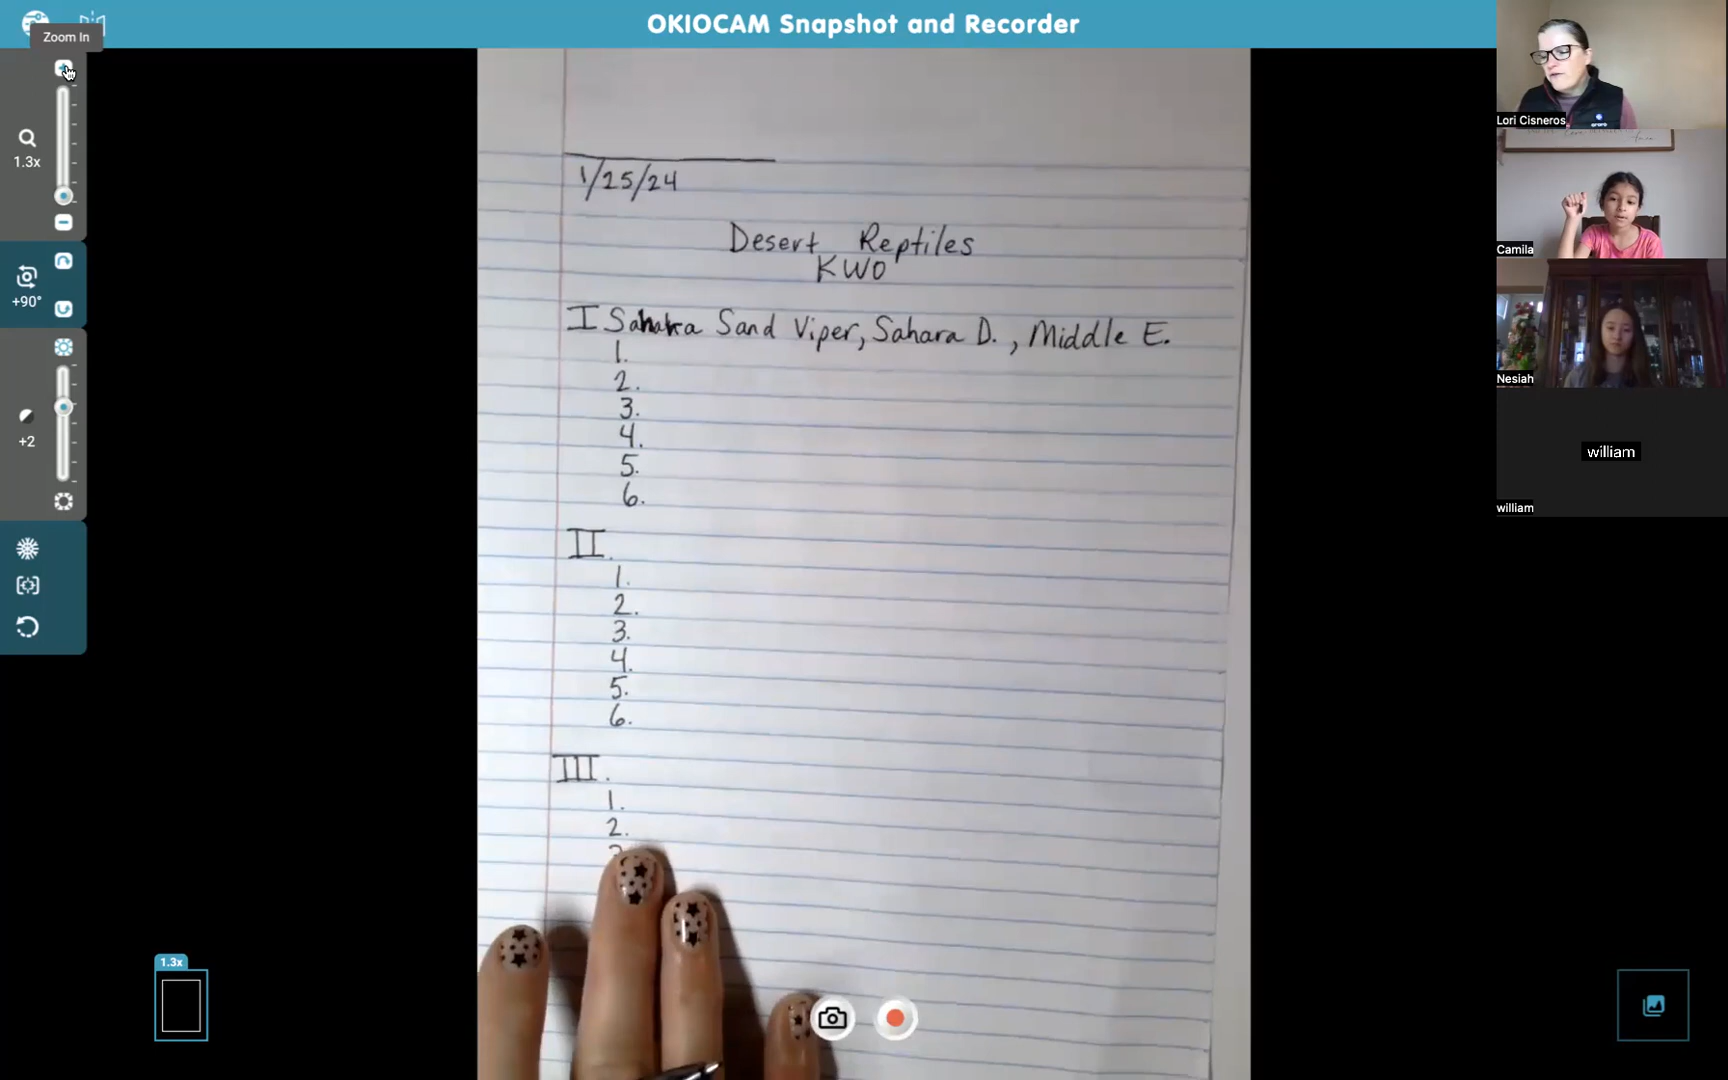 OKIOCAM Snapshot and Recorder
Zoom In
1.3x
+90°
+2
1.3x
1/25/24
Desert Reptiles
KWO
I Sahara Sand Viper, Sahara D., Middle E.
1.
2.
3.
4.
5.
6.
II.
1.
2.
3.
4.
5.
6.
III.
1.
2.
Lori Cisneros
Camila
Nesiah
william
william